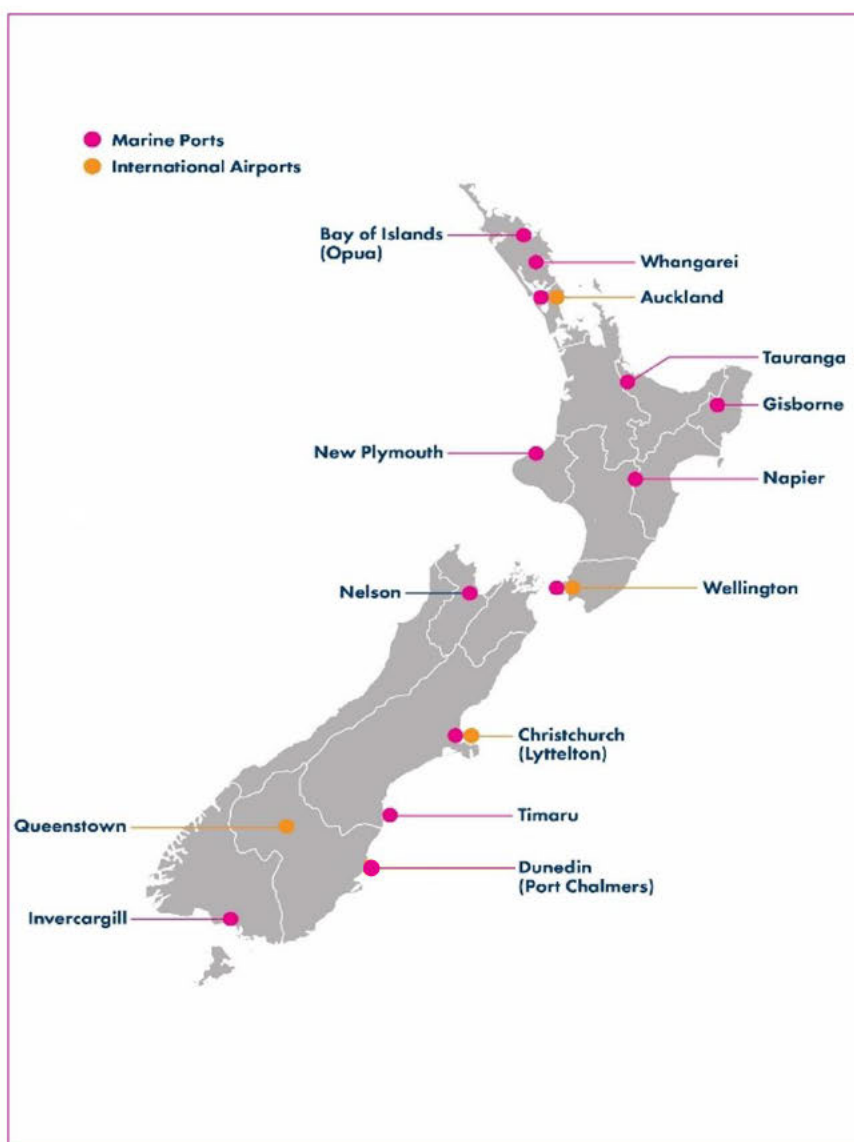 Marine Ports
International Airports
Bay of Islands
(Opua)
Whangarei
Auckland
Tauranga
Gisborne
New Plymouth
Napier
Nelson
Wellington
Christchurch
(Lyttelton)
Queenstown
Timaru
Dunedin
(Port Chalmers)
Invercargill